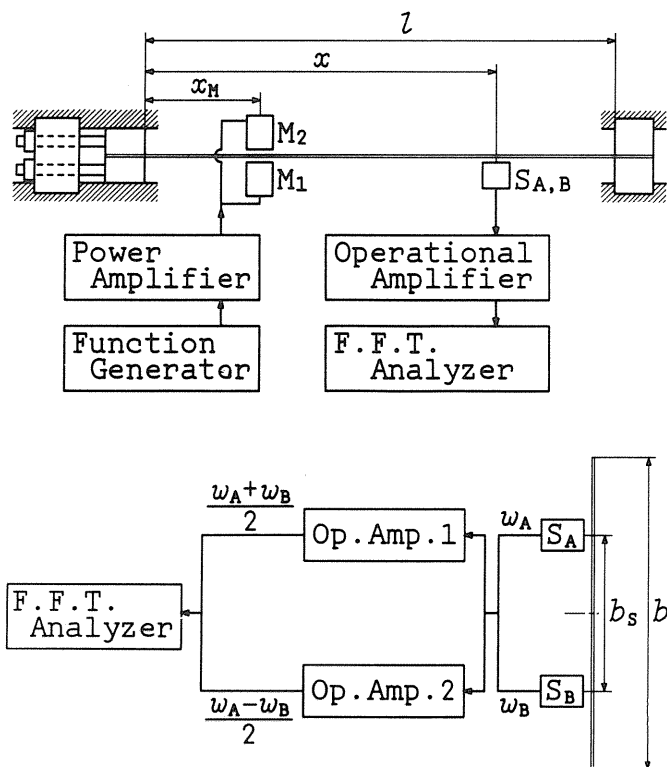 l
x
x_M
M₂
M₁
S_A,B
Power
Amplifier
Operational
Amplifier
Function
Generator
F.F.T.
Analyzer
w_A+w_B
2
Op.Amp.1
w_A
S_A
F.F.T.
Analyzer
b_S
b
Op.Amp.2
w_B
S_B
w_A−w_B
2